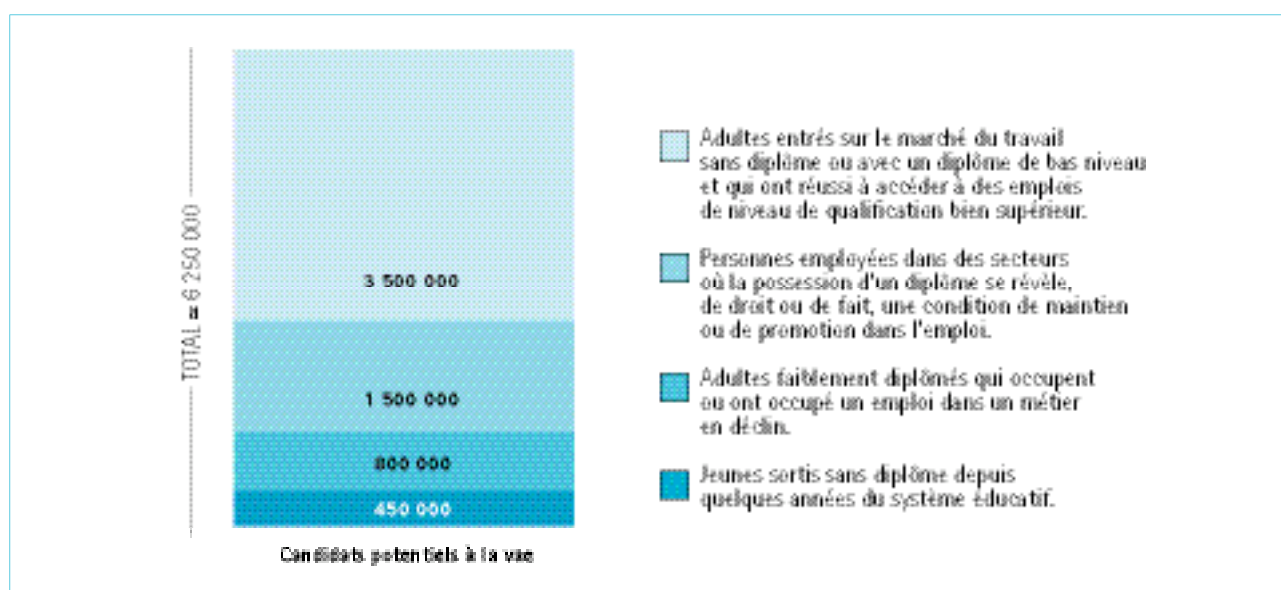 TOTAL = 6 250 000
3 500 000
1 500 000
800 000
450 000
Candidats potentiels à la vae
Adultes entrés sur le marché du travail
sans diplôme ou avec un diplôme de bas niveau
et qui ont réussi à accéder à des emplois
de niveau de qualification bien supérieur.
Personnes employées dans des secteurs
où la possession d'un diplôme se révèle,
de droit ou de fait, une condition de maintien
ou de promotion dans l'emploi.
Adultes faiblement diplômés qui occupent
ou ont occupé un emploi dans un métier
en déclin.
Jeunes sortis sans diplôme depuis
quelques années du système éducatif.